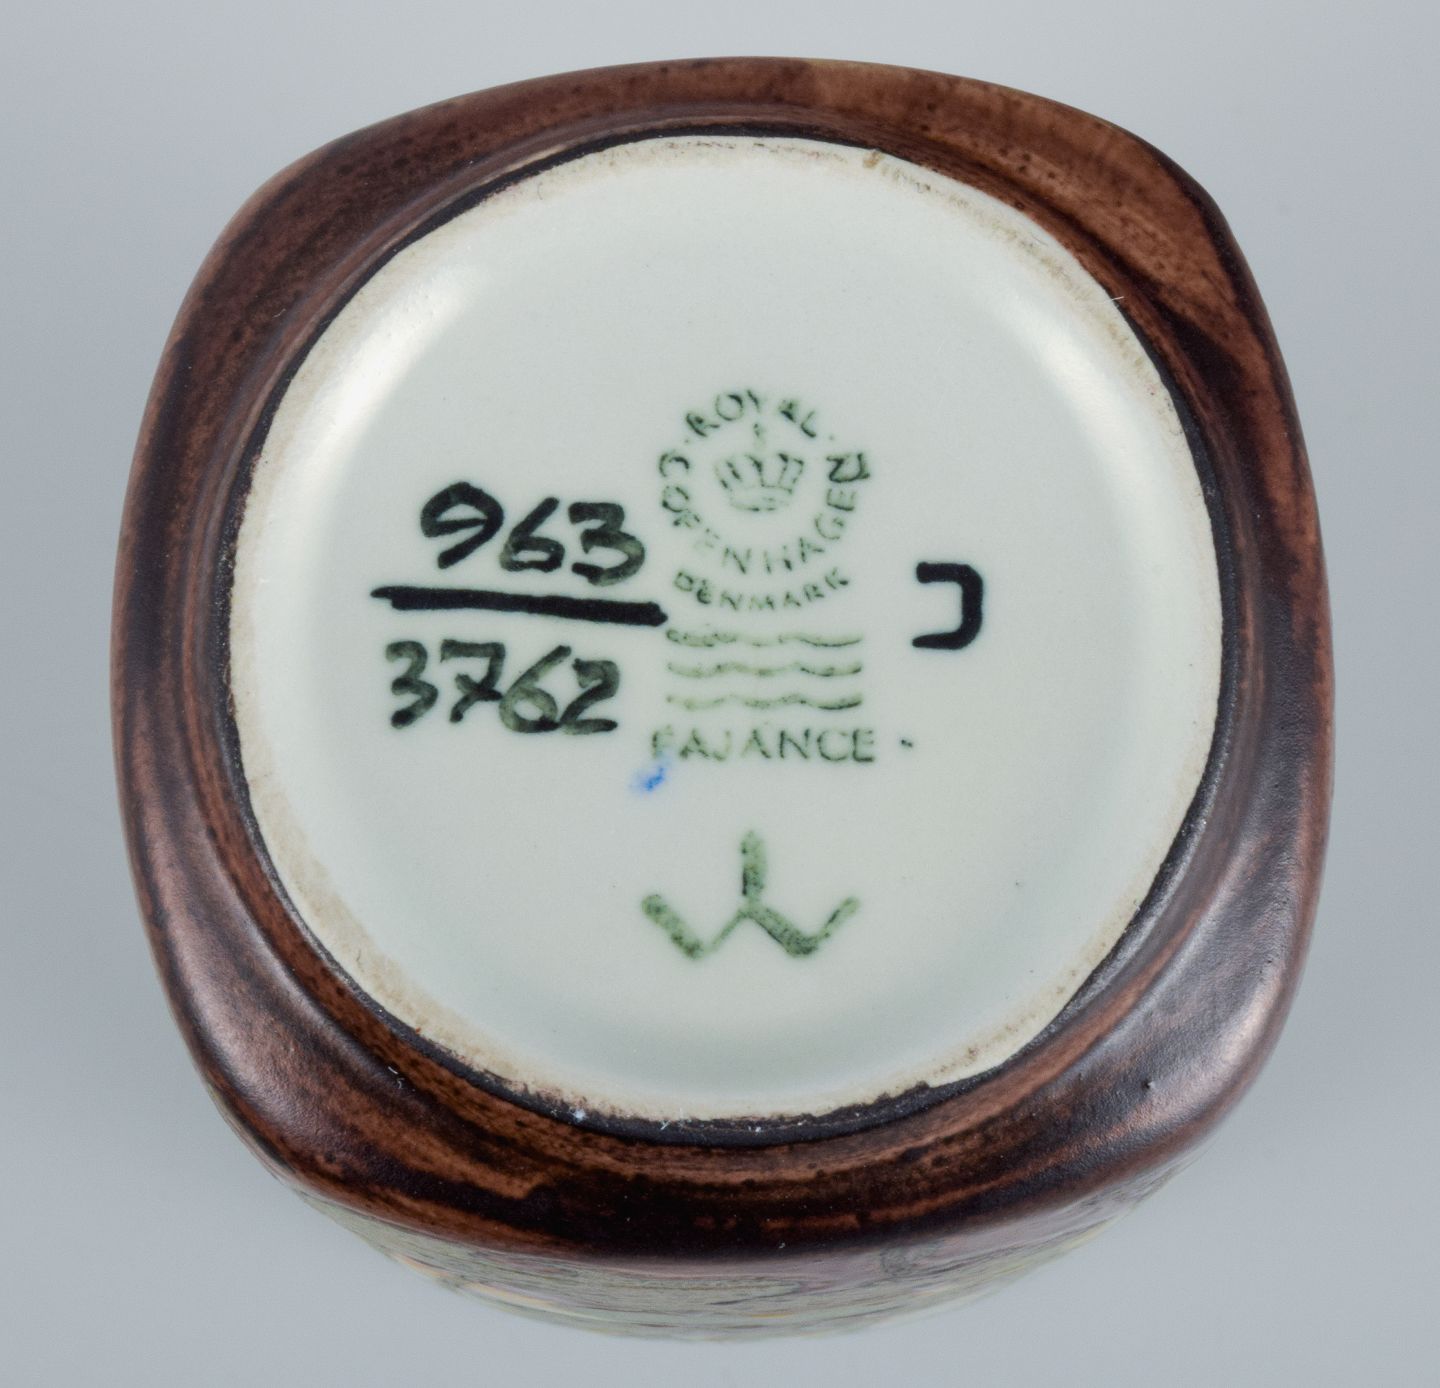 ROYAL
COPENHAGEN
DENMARK
963
3762
FAJANCE